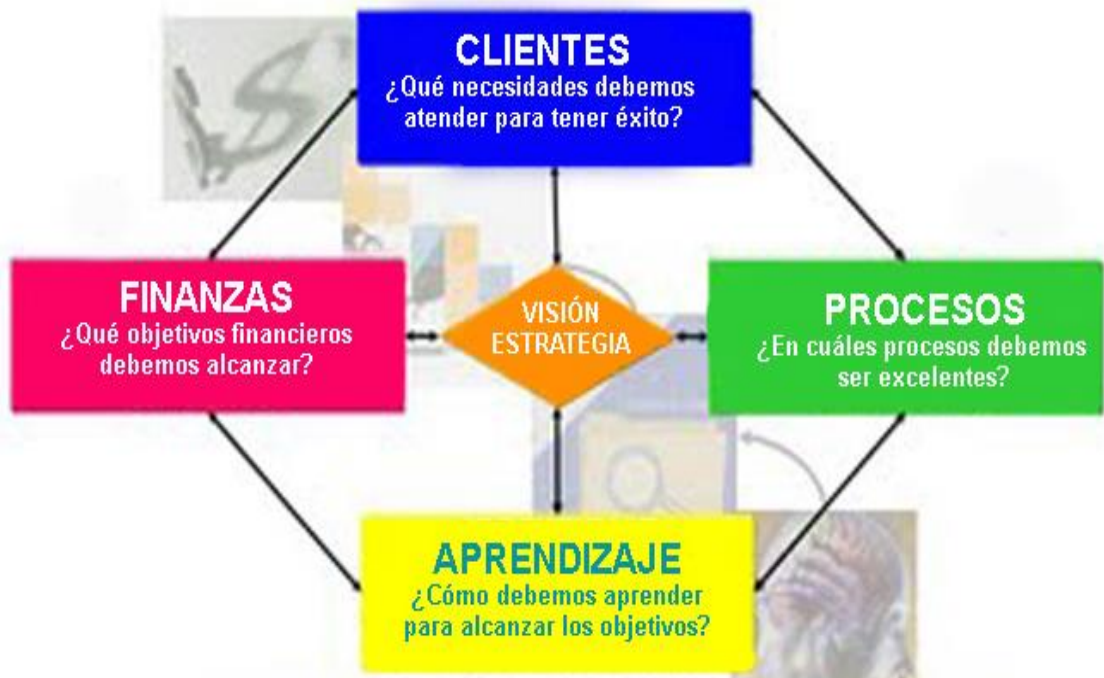 CLIENTES
¿Qué necesidades debemos
atender para tener éxito?
FINANZAS
¿Qué objetivos financieros
debemos alcanzar?
VISIÓN
ESTRATEGIA
PROCESOS
¿En cuáles procesos debemos
ser excelentes?
APRENDIZAJE
¿Cómo debemos aprender
para alcanzar los objetivos?